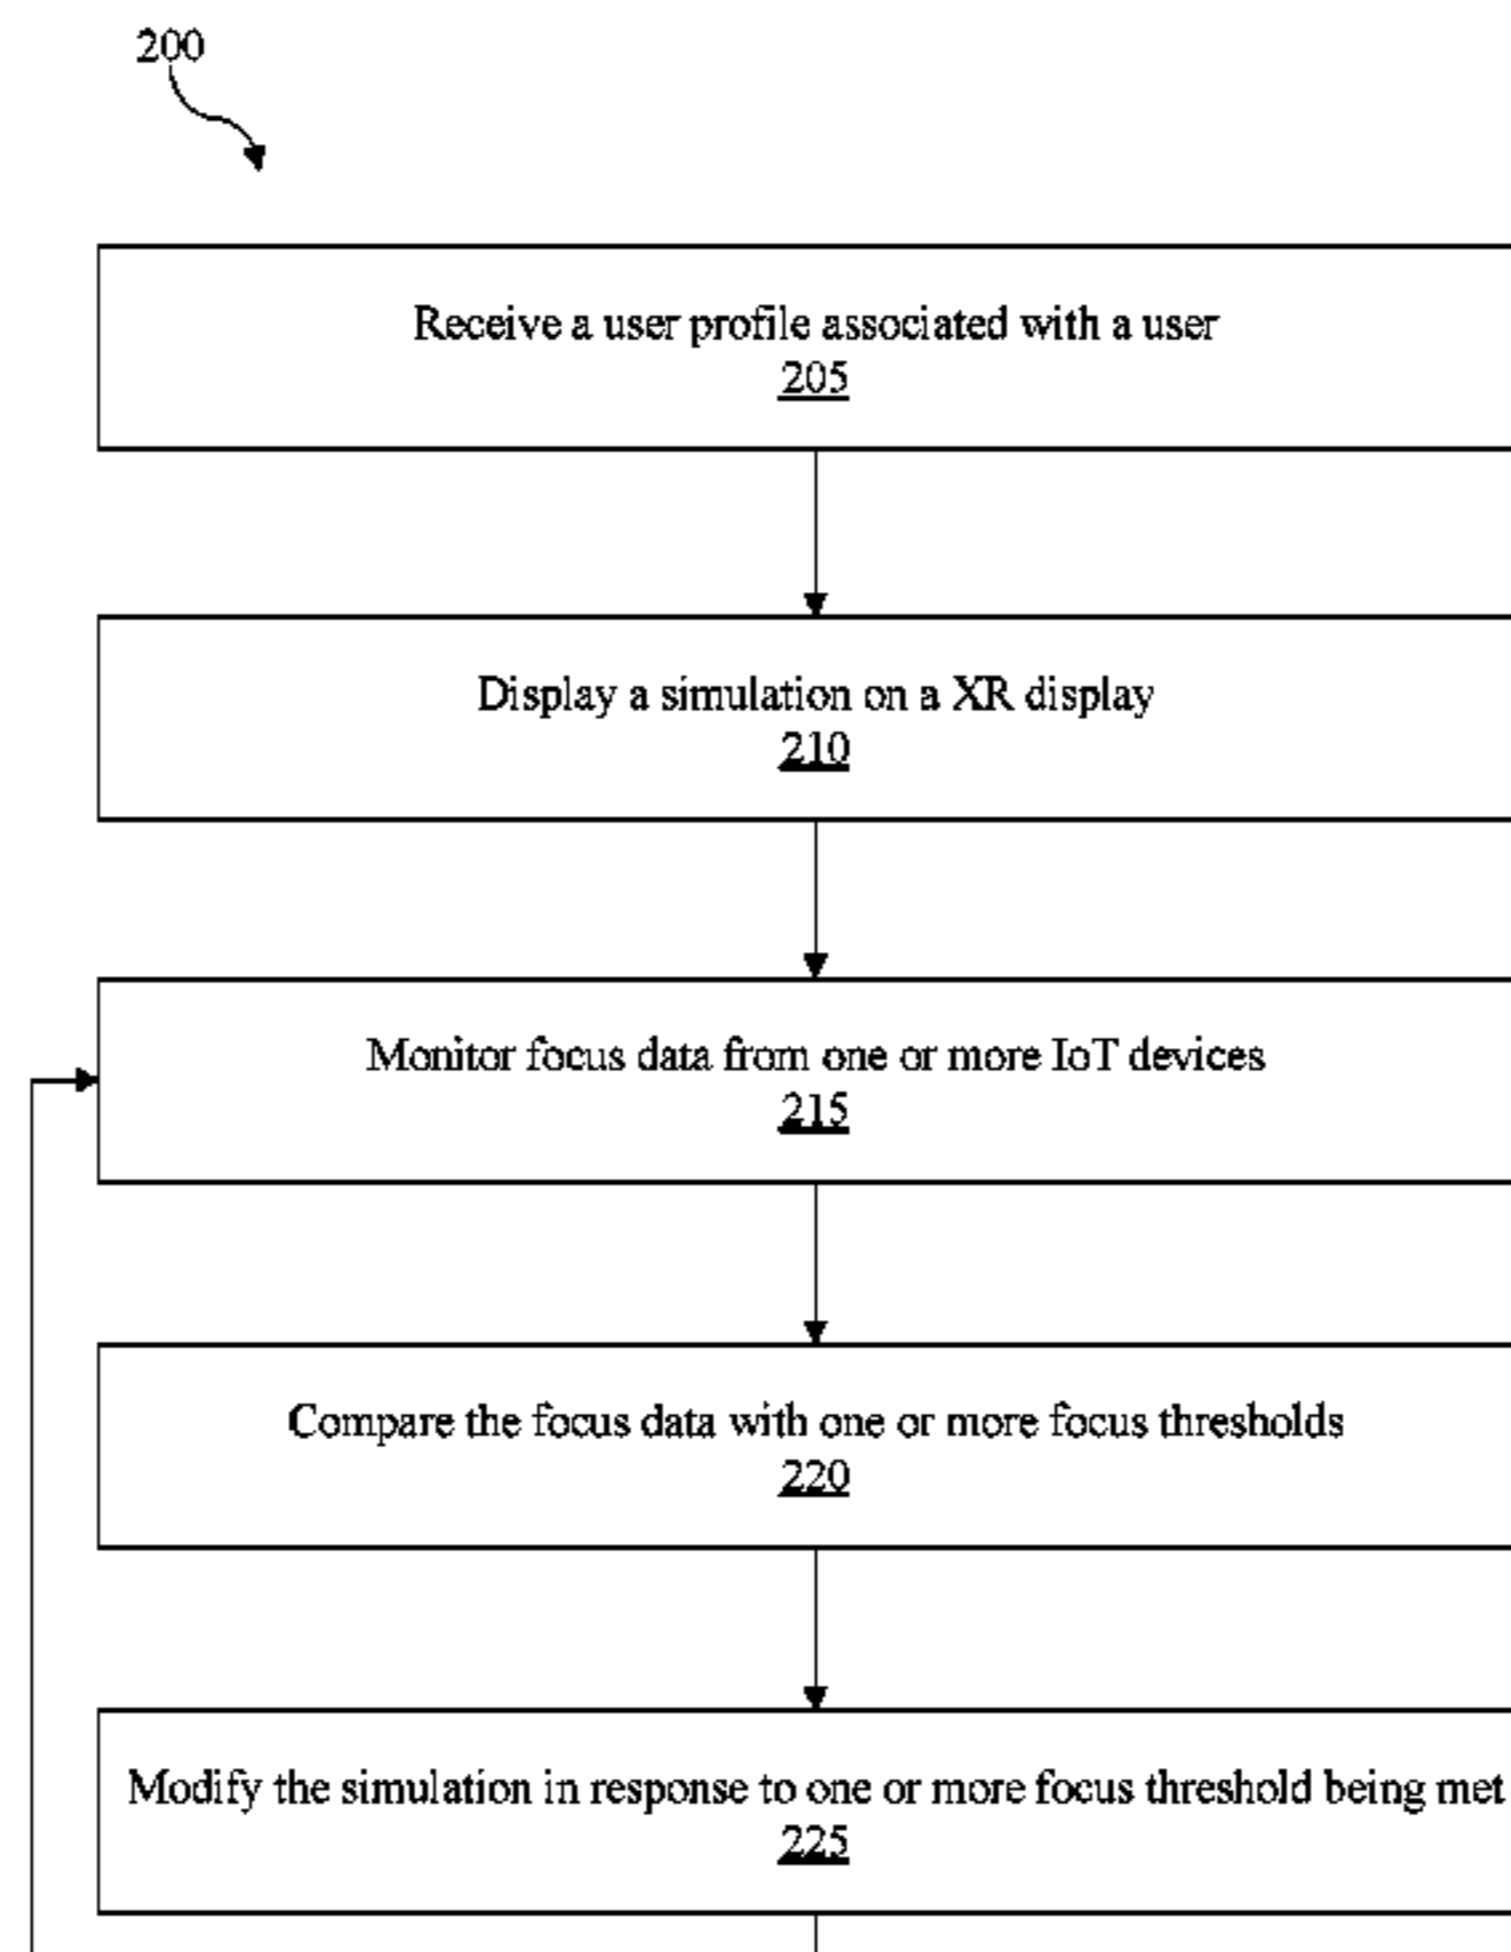 200
Receive a user profile associated with a user
205
Display a simulation on a XR display
210
Monitor focus data from one or more IoT devices
215
Compare the focus data with one or more focus thresholds
220
Modify the simulation in response to one or more focus threshold being met
225